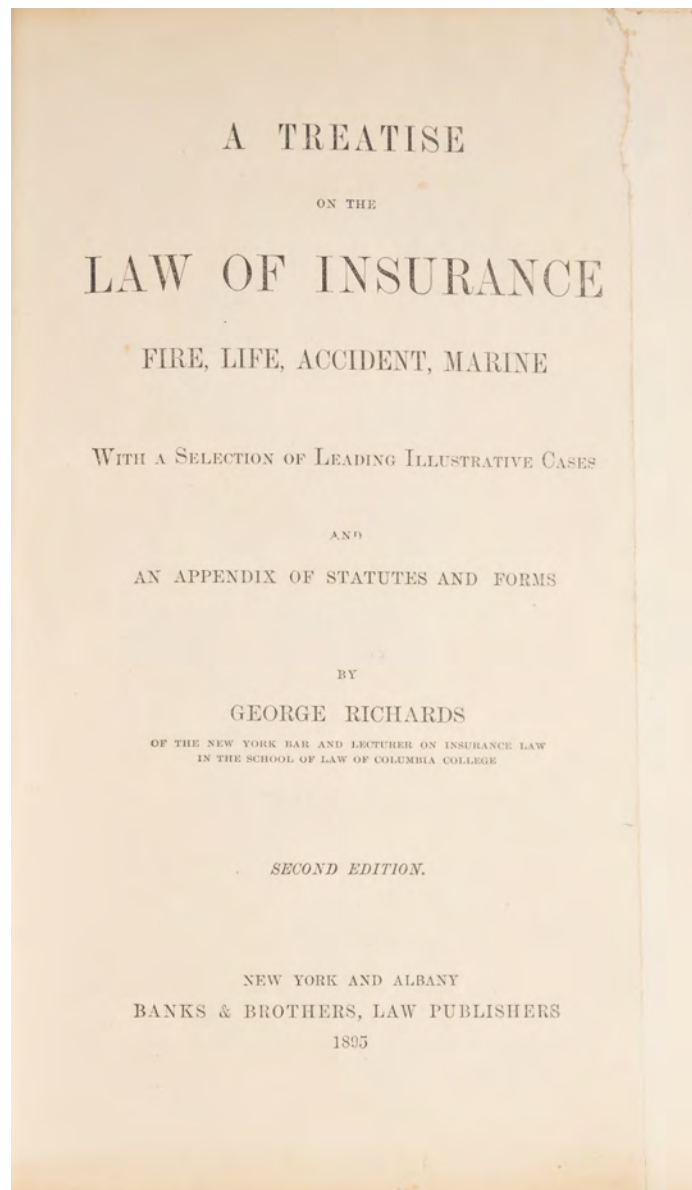 A TREATISE
ON THE
LAW OF INSURANCE
FIRE, LIFE, ACCIDENT, MARINE
WITH A SELECTION OF LEADING ILLUSTRATIVE CASES
AND
AN APPENDIX OF STATUTES AND FORMS
BY
GEORGE RICHARDS
OF THE NEW YORK BAR AND LECTURER ON INSURANCE LAW
IN THE SCHOOL OF LAW OF COLUMBIA COLLEGE
SECOND EDITION.
NEW YORK AND ALBANY
BANKS & BROTHERS, LAW PUBLISHERS
1895